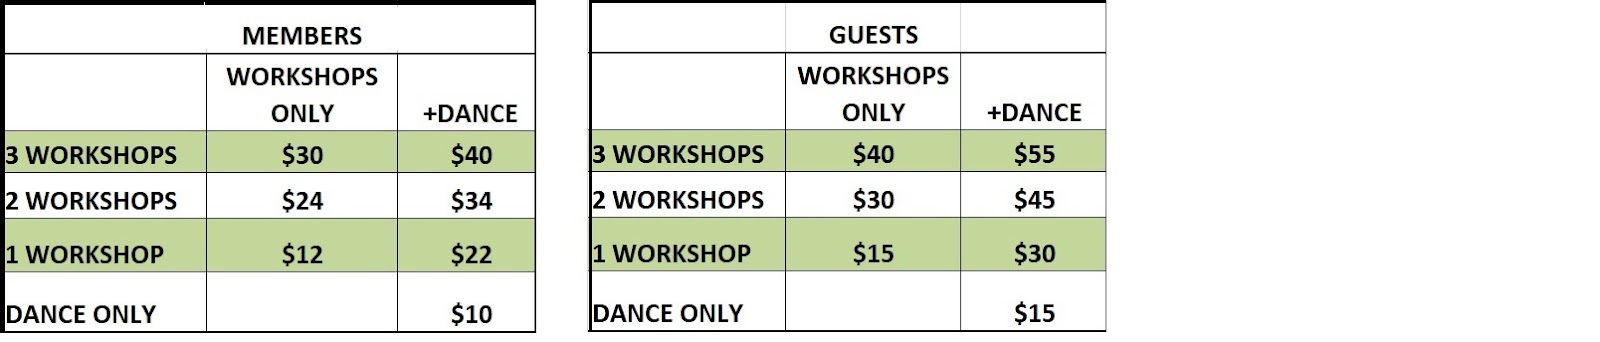 MEMBERS
WORKSHOPS
ONLY +DANCE
3 WORKSHOPS $30 $40
2 WORKSHOPS $24 $34
1 WORKSHOP $12 $22
DANCE ONLY $10
GUESTS
WORKSHOPS
ONLY +DANCE
3 WORKSHOPS $40 $55
2 WORKSHOPS $30 $45
1 WORKSHOP $15 $30
DANCE ONLY $15